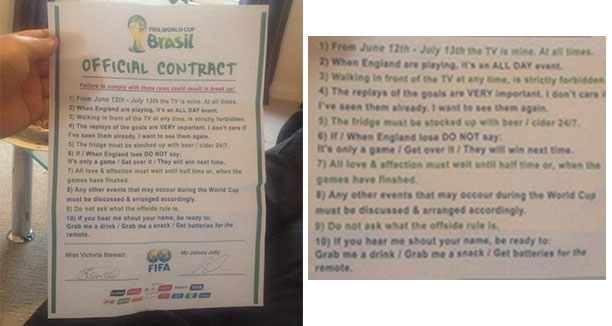 FIFA WORLD CUP
Brasil
OFFICIAL CONTRACT
Failure to comply with these rules could result in break up!
1) From June 12th - July 13th the TV is mine. At all times.
2) When England are playing, it's an ALL DAY event.
3) Walking in front of the TV at any time, is strictly forbidden.
4) The replays of the goals are VERY important. I don't care if
I've seen them already. I want to see them again.
5) The fridge must be stocked up with beer / cider 24/7.
6) If / When England lose DO NOT say:
It's only a game / Get over it / They will win next time.
7) All love & affection must wait until half time or, when the
games have finshed.
8) Any other events that may occour during the World Cup
must be discussed & arranged accordingly.
9) Do not ask what the offside rule is.
10) If you hear me shout your name, be ready to:
Grab me a drink / Grab me a snack / Get batteries for the
remote.
Miss Victoria Stewart
Mr James Jelly
FIFA
VISA
1) From June 12th - July 13th the TV is mine. At all times.
2) When England are playing, it's an ALL DAY event.
3) Walking in front of the TV at any time, is strictly forbidden.
4) The replays of the goals are VERY important. I don't care if
I've seen them already. I want to see them again.
5) The fridge must be stocked up with beer / cider 24/7.
6) If / When England lose DO NOT say:
It's only a game / Get over it / They will win next time.
7) All love & affection must wait until half time or, when the
games have finshed.
8) Any other events that may occour during the World Cup
must be discussed & arranged accordingly.
9) Do not ask what the offside rule is.
10) If you hear me shout your name, be ready to:
Grab me a drink / Grab me a snack / Get batteries for the
remote.